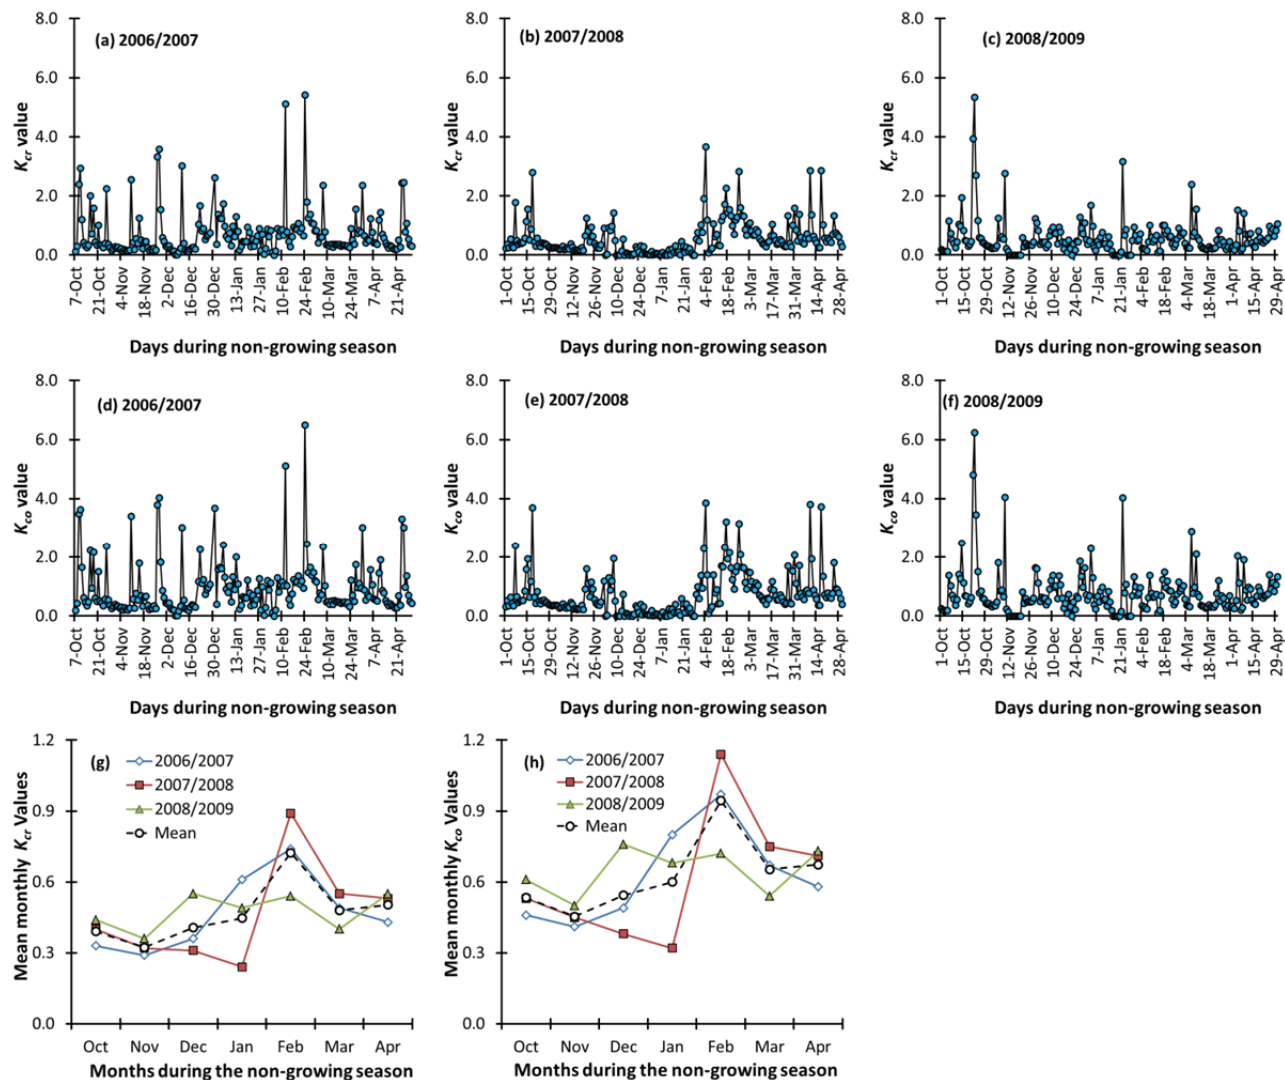 (a) 2006/2007
8.0
6.0
4.0
2.0
0.0
Kcr value
7-Oct
21-Oct
4-Nov
18-Nov
2-Dec
16-Dec
30-Dec
13-Jan
27-Jan
10-Feb
24-Feb
10-Mar
24-Mar
7-Apr
21-Apr
Days during non-growing season
(b) 2007/2008
8.0
6.0
4.0
2.0
0.0
Kcr value
1-Oct
15-Oct
29-Oct
12-Nov
26-Nov
10-Dec
24-Dec
7-Jan
21-Jan
4-Feb
18-Feb
3-Mar
17-Mar
31-Mar
14-Apr
28-Apr
Days during non-growing season
(c) 2008/2009
8.0
6.0
4.0
2.0
0.0
Kcr value
1-Oct
15-Oct
29-Oct
12-Nov
26-Nov
10-Dec
24-Dec
7-Jan
21-Jan
4-Feb
18-Feb
4-Mar
18-Mar
1-Apr
15-Apr
29-Apr
Days during non-growing season
(d) 2006/2007
8.0
6.0
4.0
2.0
0.0
Kco value
7-Oct
21-Oct
4-Nov
18-Nov
2-Dec
16-Dec
30-Dec
13-Jan
27-Jan
10-Feb
24-Feb
10-Mar
24-Mar
7-Apr
21-Apr
Days during non-growing season
(e) 2007/2008
8.0
6.0
4.0
2.0
0.0
Kco value
1-Oct
15-Oct
29-Oct
12-Nov
26-Nov
10-Dec
24-Dec
7-Jan
21-Jan
4-Feb
18-Feb
3-Mar
17-Mar
31-Mar
14-Apr
28-Apr
Days during non-growing season
(f) 2008/2009
8.0
6.0
4.0
2.0
0.0
Kco value
1-Oct
15-Oct
29-Oct
12-Nov
26-Nov
10-Dec
24-Dec
7-Jan
21-Jan
4-Feb
18-Feb
4-Mar
18-Mar
1-Apr
15-Apr
29-Apr
Days during non-growing season
(g)
2006/2007
2007/2008
2008/2009
Mean
1.2
0.9
0.6
0.3
0.0
Mean monthly Kcr Values
Oct Nov Dec Jan Feb Mar Apr
Months during the non-growing season
(h)
2006/2007
2007/2008
2008/2009
Mean
1.2
0.9
0.6
0.3
0.0
Mean monthly Kco Values
Oct Nov Dec Jan Feb Mar Apr
Months during the non-growing season